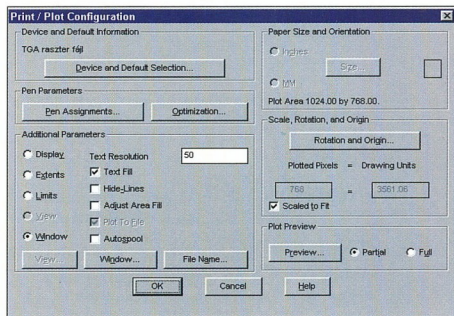 Print / Plot Configuration
Device and Default Information
TGA raszter fájl
Device and Default Selection...
Pen Parameters
Pen Assignments...
Optimization...
Additional Parameters
Display
Extents
Limits
View
Window
Text Resolution
50
Text Fill
Hide-Lines
Adjust Area Fill
Plot To File
Autospool
View...
Window...
File Name...
Paper Size and Orientation
Inches
Size...
MM
Plot Area 1024.00 by 768.00.
Scale, Rotation, and Origin
Rotation and Origin...
Plotted Pixels = Drawing Units
768 = 3561.06
Scaled to Fit
Plot Preview
Preview...
Partial
Full
OK
Cancel
Help